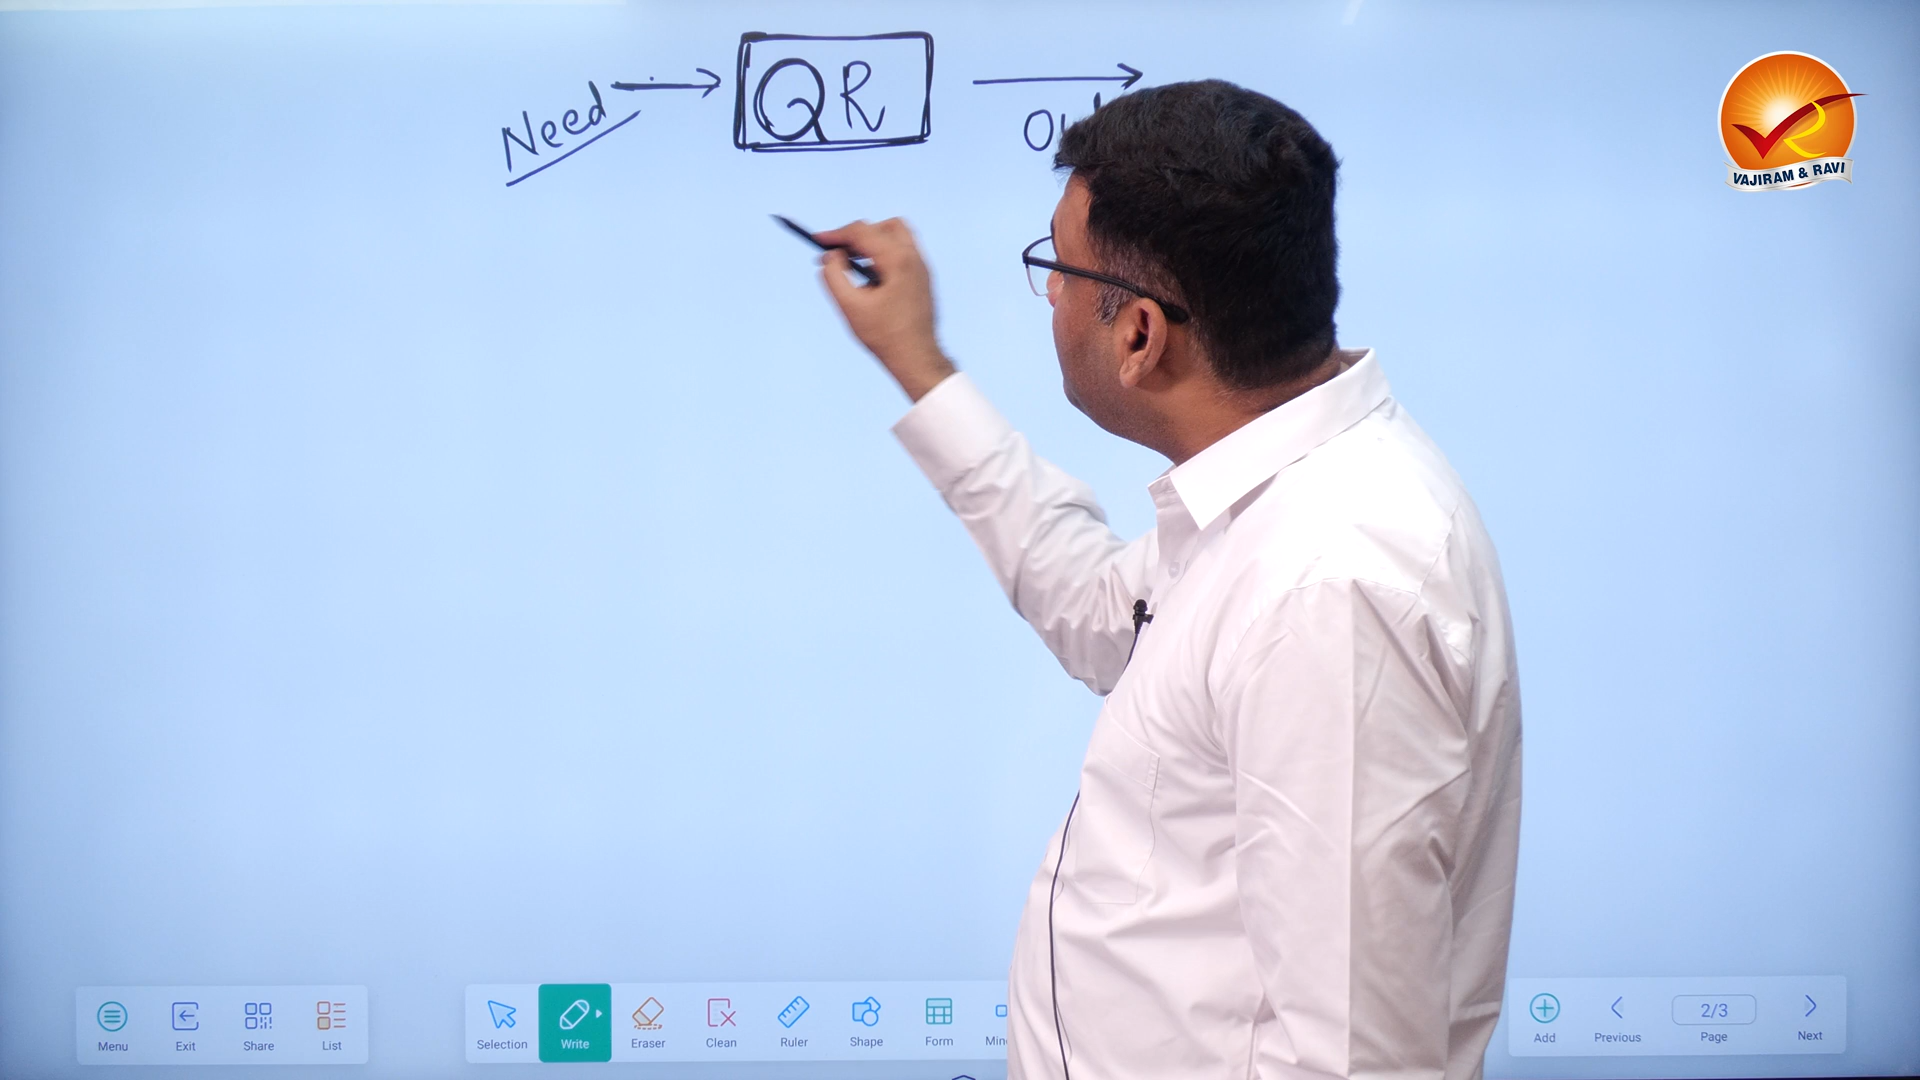 Need → QR →
VAJIRAM & RAVI
Menu Exit Share List
Selection Write Eraser Clean Ruler Shape Form
Add Previous 2/3 Page Next